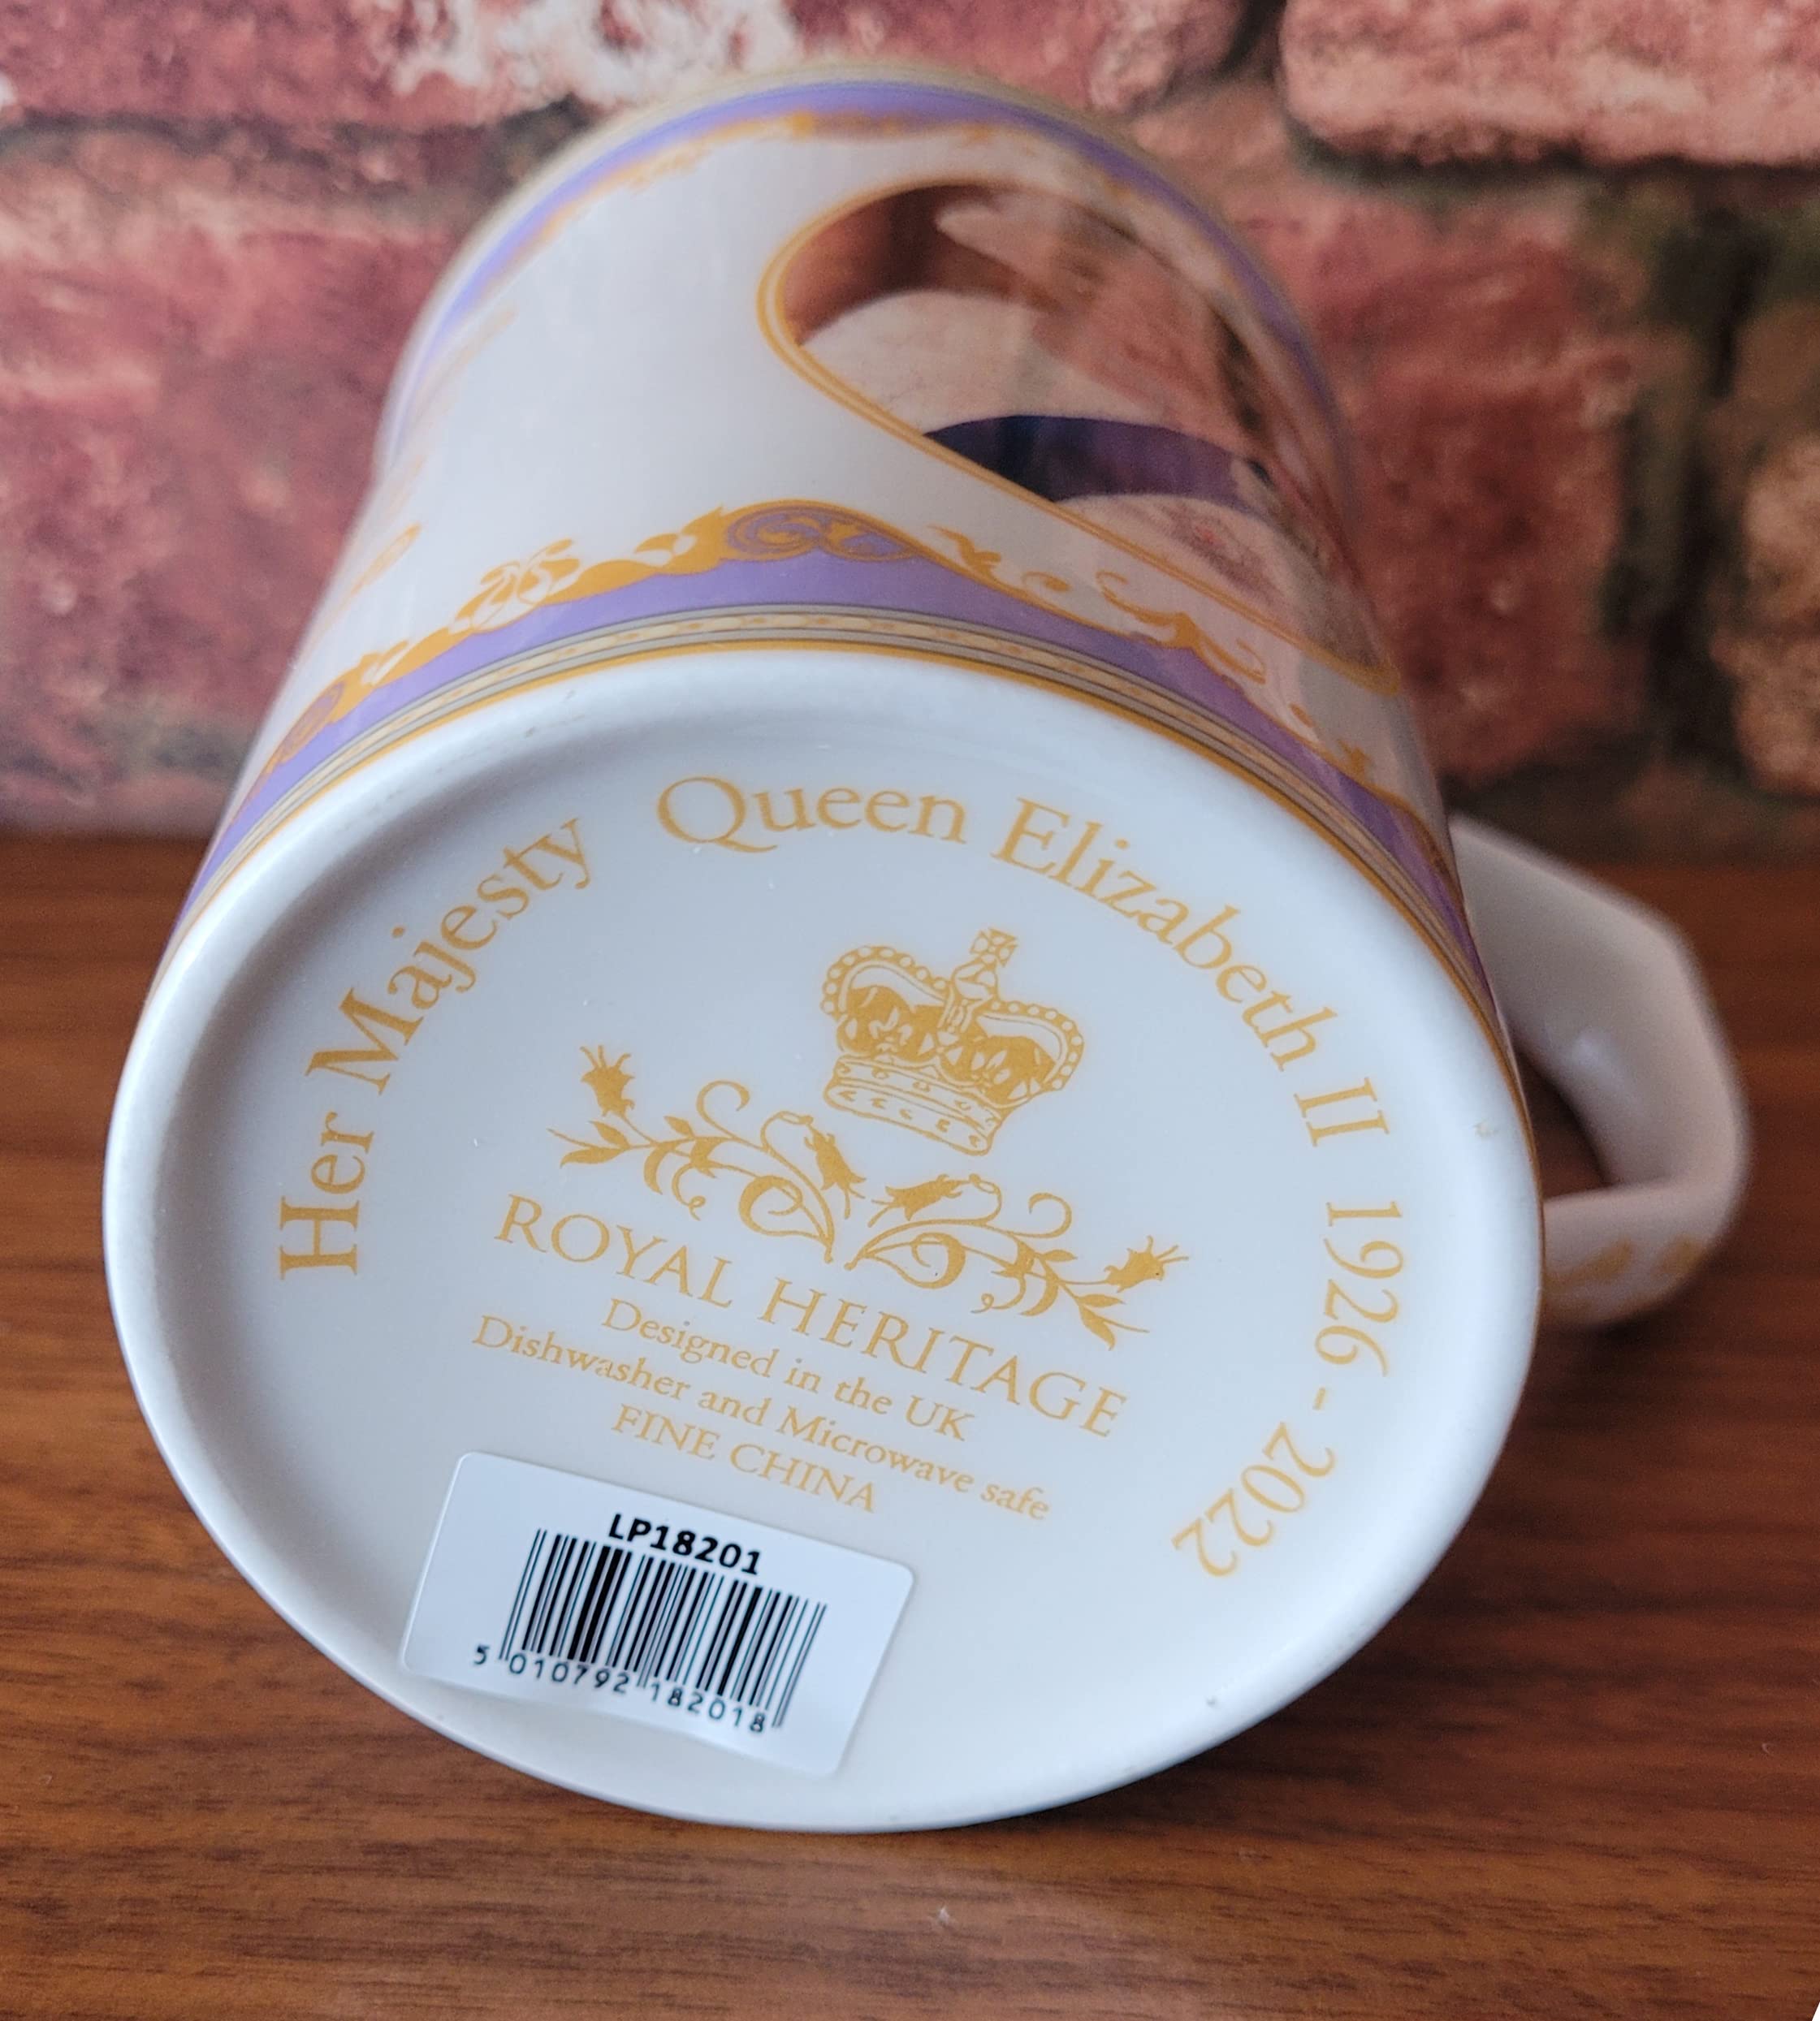 Her Majesty Queen Elizabeth II 1926 - 2022
ROYAL HERITAGE
Designed in the UK
Dishwasher and Microwave safe
FINE CHINA
LP18201
5 010792 182018